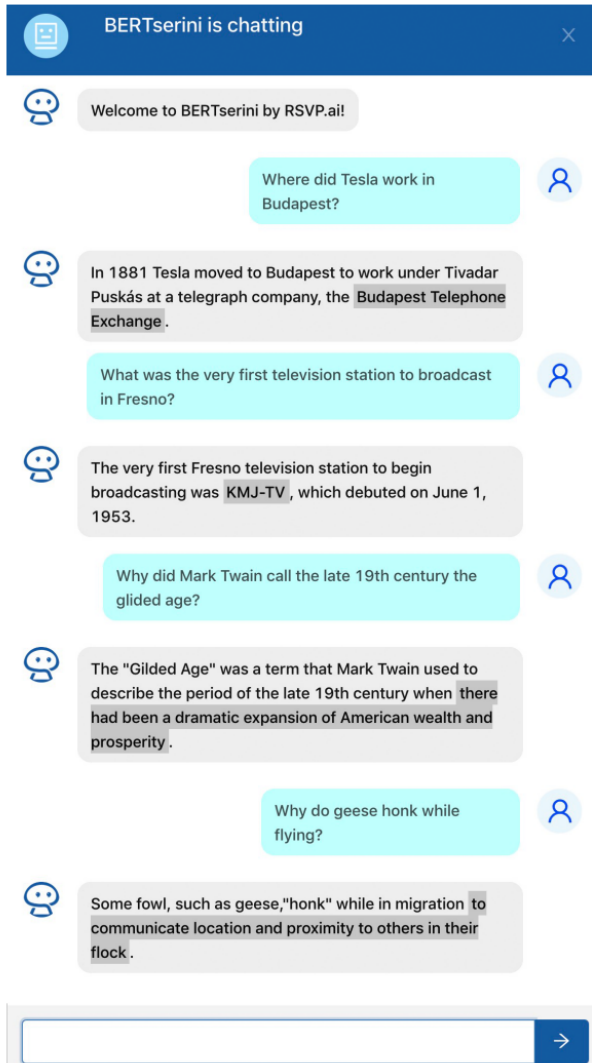 BERTserini is chatting
Welcome to BERTserini by RSVP.ai!
Where did Tesla work in
Budapest?
In 1881 Tesla moved to Budapest to work under Tivadar
Puskás at a telegraph company, the Budapest Telephone
Exchange .
What was the very first television station to broadcast
in Fresno?
The very first Fresno television station to begin
broadcasting was KMJ-TV , which debuted on June 1,
1953.
Why did Mark Twain call the late 19th century the
glided age?
The "Gilded Age" was a term that Mark Twain used to
describe the period of the late 19th century when there
had been a dramatic expansion of American wealth and
prosperity .
Why do geese honk while
flying?
Some fowl, such as geese,"honk" while in migration to
communicate location and proximity to others in their
flock .